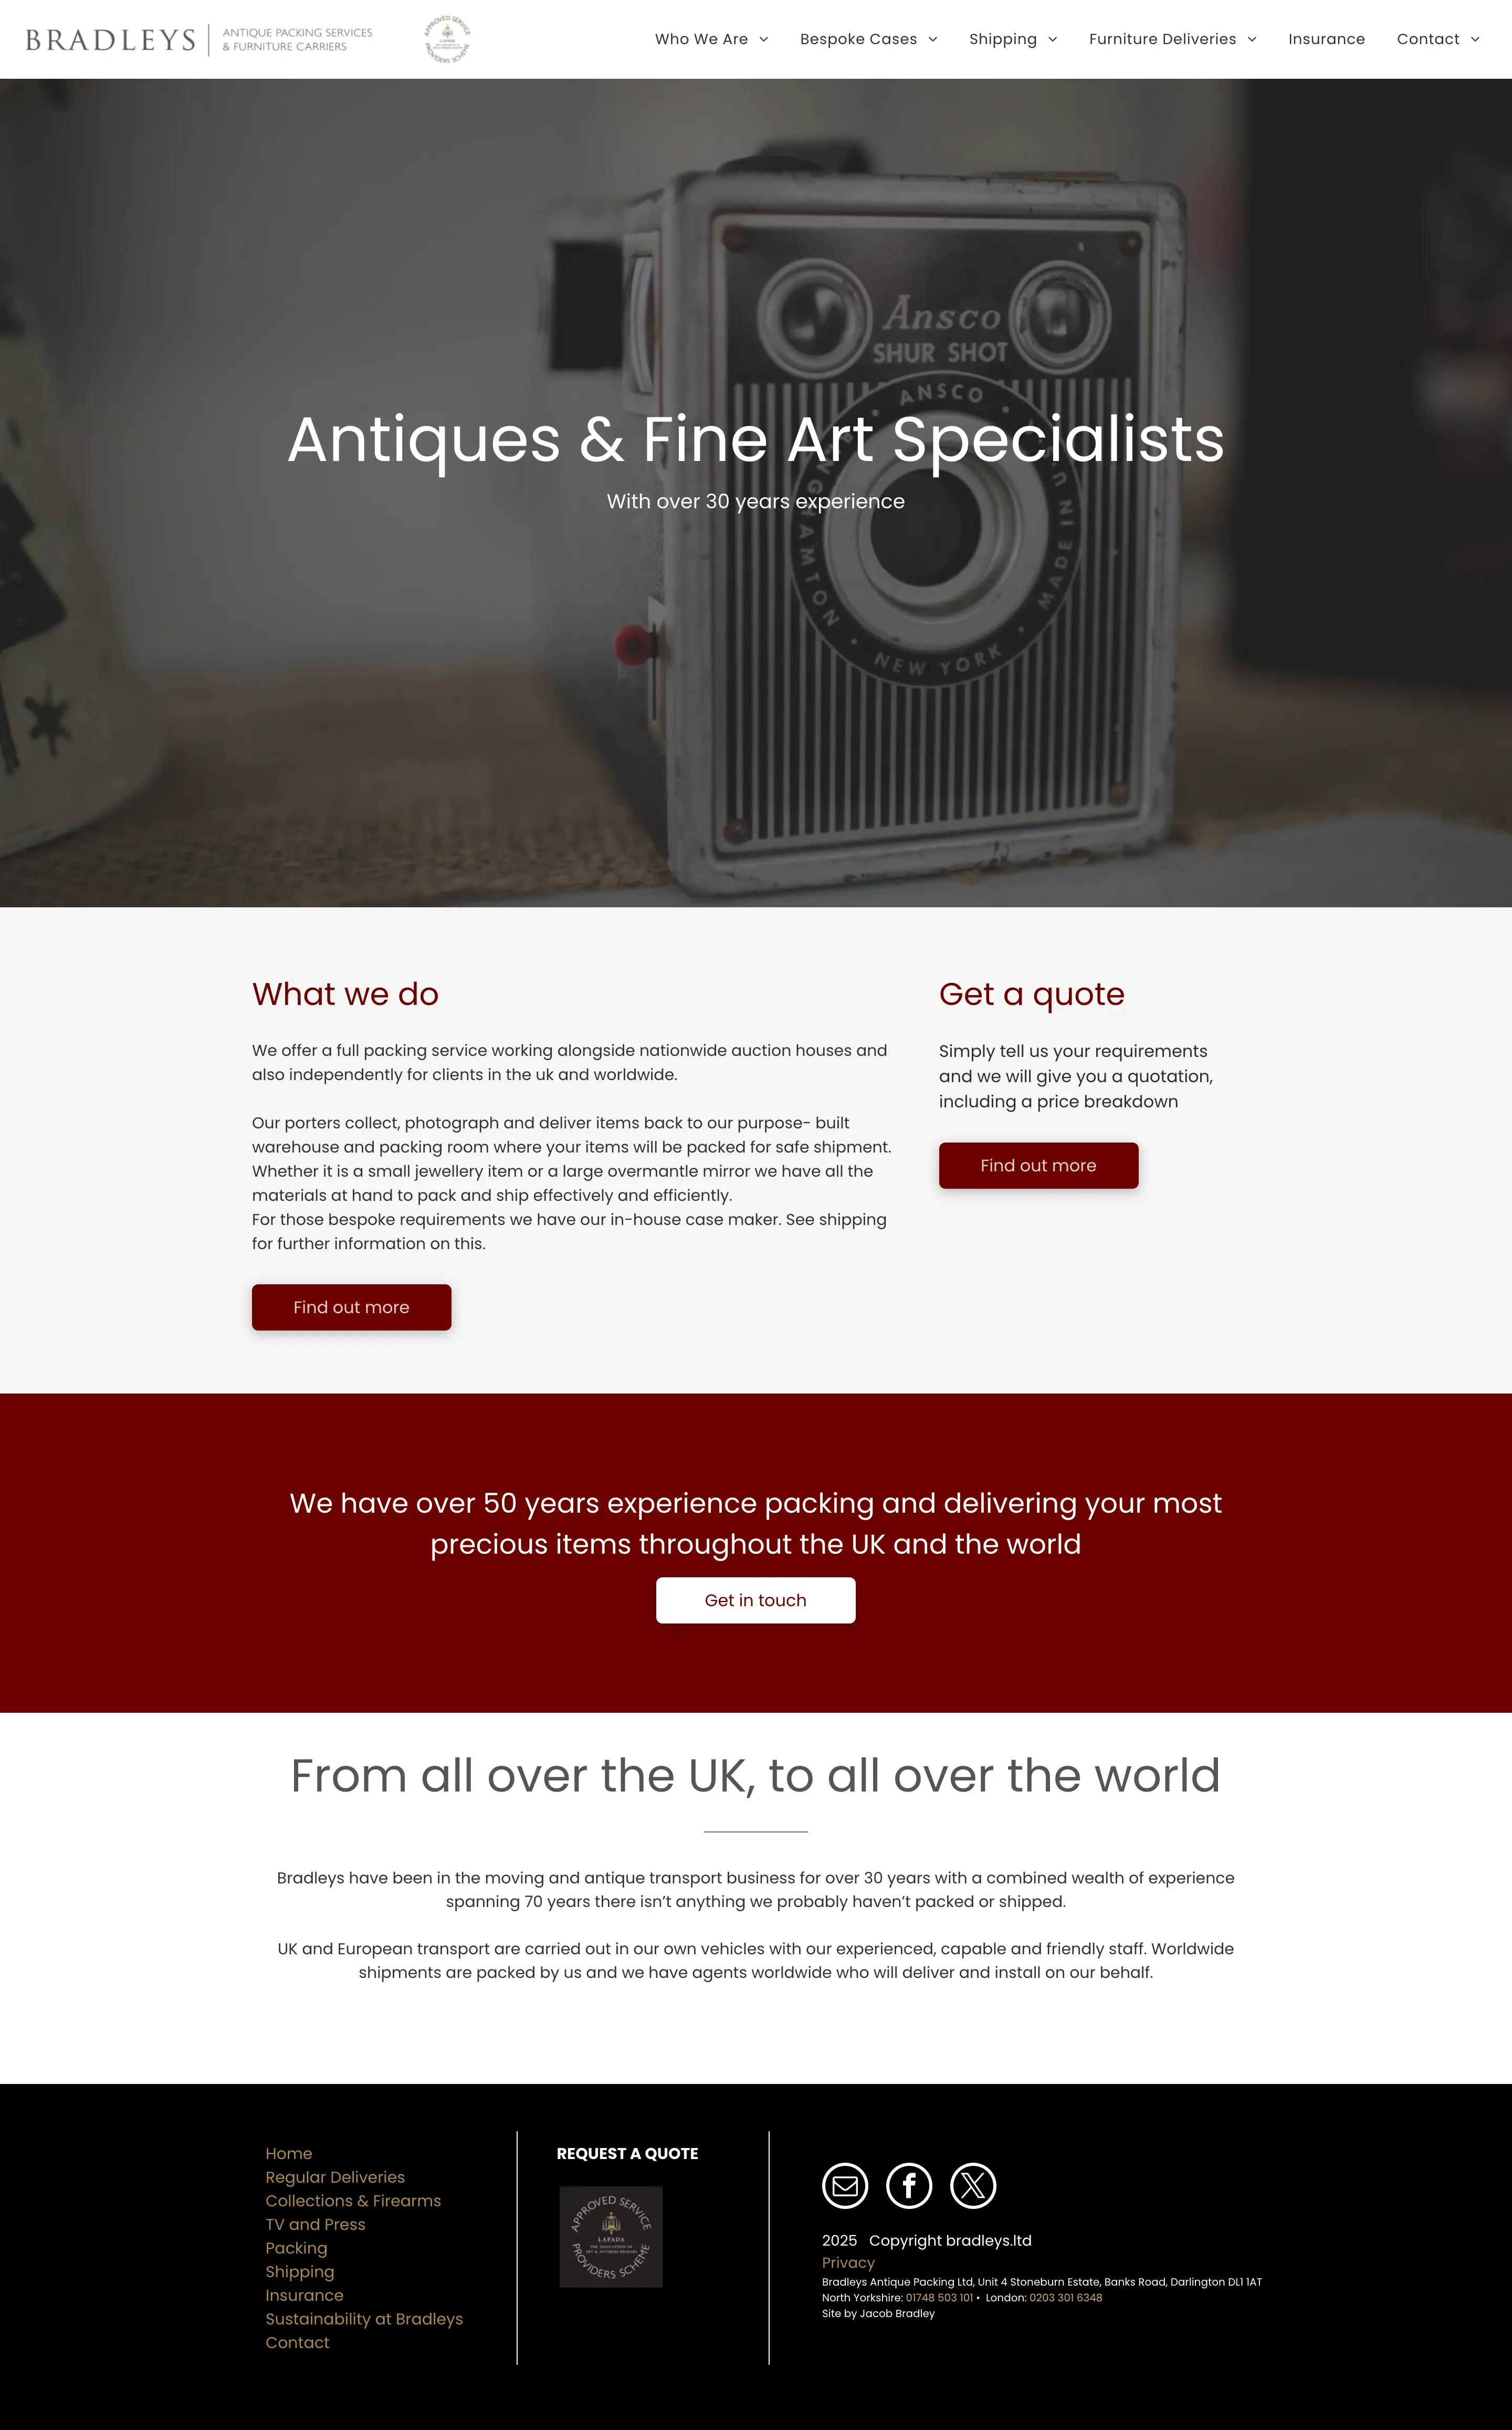 BRADLEYS
ANTIQUE PACKING SERVICES
& FURNITURE CARRIERS
APPROVED SERVICE
PROVIDERS SCHEME
Who We Are
Bespoke Cases
Shipping
Furniture Deliveries
Insurance
Contact
Ansco
SHUR SHOT
ANSCO
BINGHAMTON • NEW YORK • MADE IN U
Antiques & Fine Art Specialists
With over 30 years experience
What we do
We offer a full packing service working alongside nationwide auction houses and
also independently for clients in the uk and worldwide.
Our porters collect, photograph and deliver items back to our purpose- built
warehouse and packing room where your items will be packed for safe shipment.
Whether it is a small jewellery item or a large overmantle mirror we have all the
materials at hand to pack and ship effectively and efficiently.
For those bespoke requirements we have our in-house case maker. See shipping
for further information on this.
Find out more
Get a quote
Simply tell us your requirements
and we will give you a quotation,
including a price breakdown
Find out more
We have over 50 years experience packing and delivering your most
precious items throughout the UK and the world
Get in touch
From all over the UK, to all over the world
Bradleys have been in the moving and antique transport business for over 30 years with a combined wealth of experience
spanning 70 years there isn’t anything we probably haven’t packed or shipped.
UK and European transport are carried out in our own vehicles with our experienced, capable and friendly staff. Worldwide
shipments are packed by us and we have agents worldwide who will deliver and install on our behalf.
Home
Regular Deliveries
Collections & Firearms
TV and Press
Packing
Shipping
Insurance
Sustainability at Bradleys
Contact
REQUEST A QUOTE
APPROVED SERVICE
LAPADA
THE ASSOCIATION OF
ART & ANTIQUES DEALERS
PROVIDERS SCHEME
2025 Copyright bradleys.ltd
Privacy
Bradleys Antique Packing Ltd, Unit 4 Stoneburn Estate, Banks Road, Darlington DL1 1AT
North Yorkshire: 01748 503 101 • London: 0203 301 6348
Site by Jacob Bradley